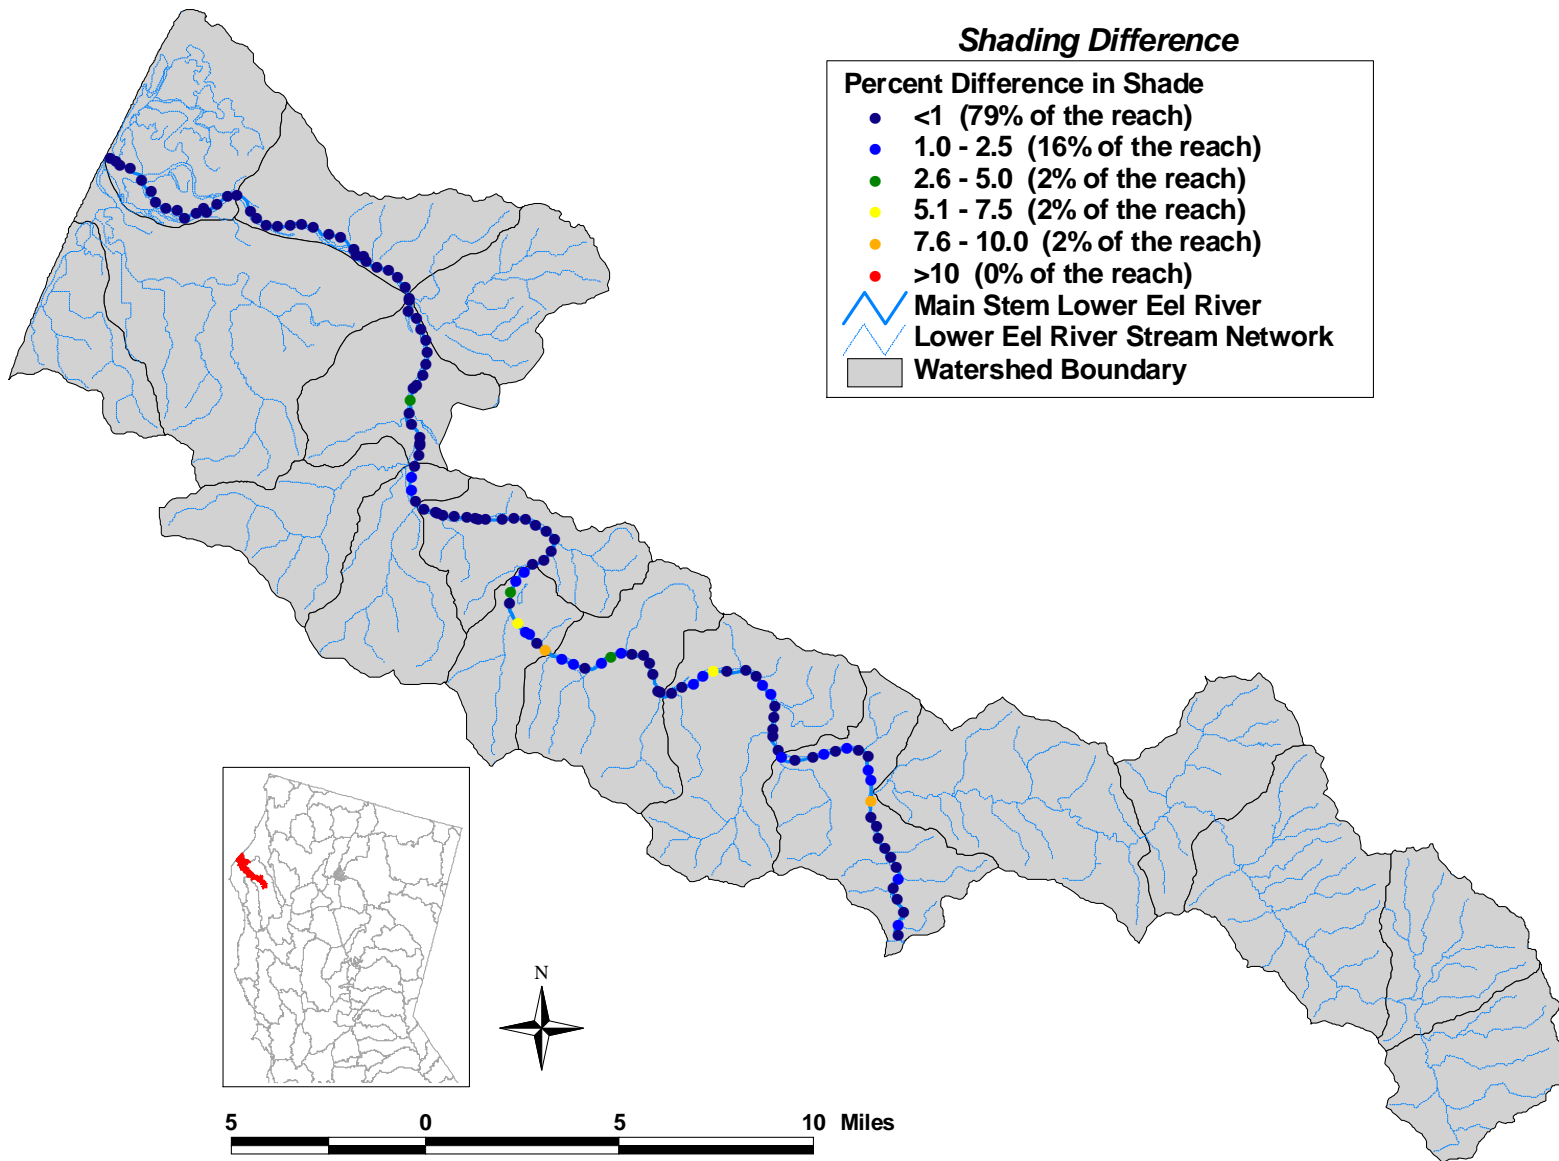 Shading Difference
Percent Difference in Shade
<1 (79% of the reach)
1.0 - 2.5 (16% of the reach)
2.6 - 5.0 (2% of the reach)
5.1 - 7.5 (2% of the reach)
7.6 - 10.0 (2% of the reach)
>10 (0% of the reach)
Main Stem Lower Eel River
Lower Eel River Stream Network
Watershed Boundary
N
5 0 5 10 Miles